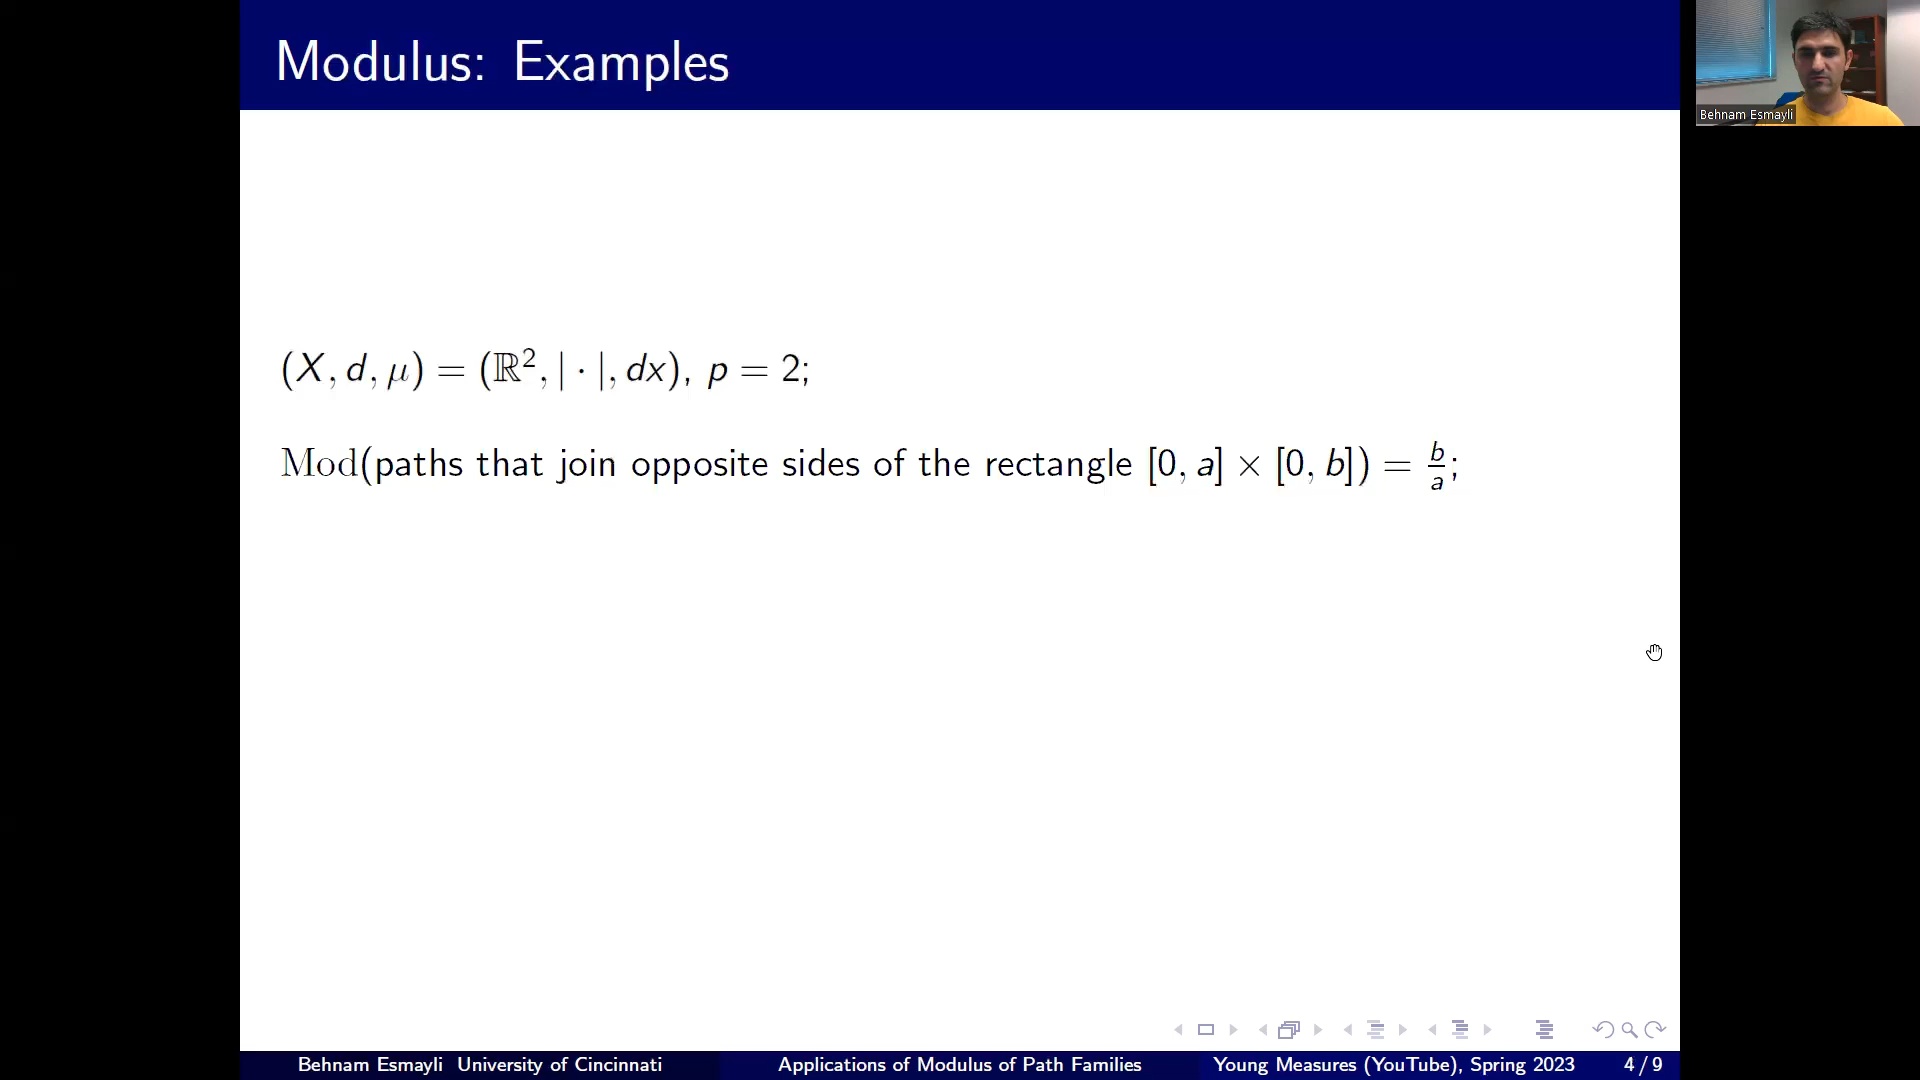 Modulus: Examples
Behnam Esmayli
(X, d, μ) = (ℝ², | · |, dx), p = 2;
Mod(paths that join opposite sides of the rectangle [0, a] × [0, b]) = b/a;
Behnam Esmayli University of Cincinnati Applications of Modulus of Path Families Young Measures (YouTube), Spring 2023 4 / 9